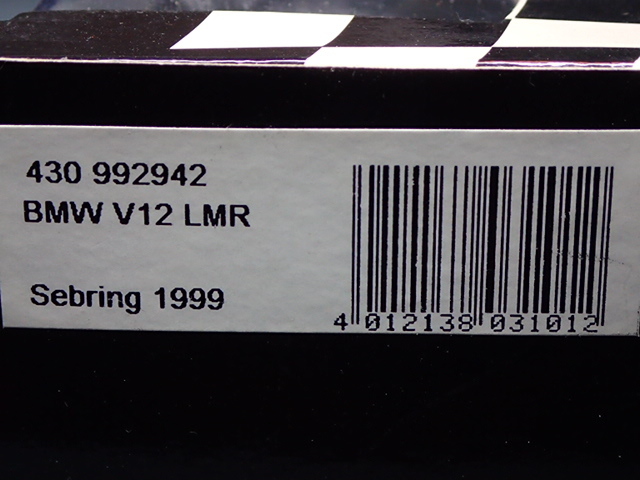 430 992942
BMW V12 LMR
Sebring 1999
4 012138 031012